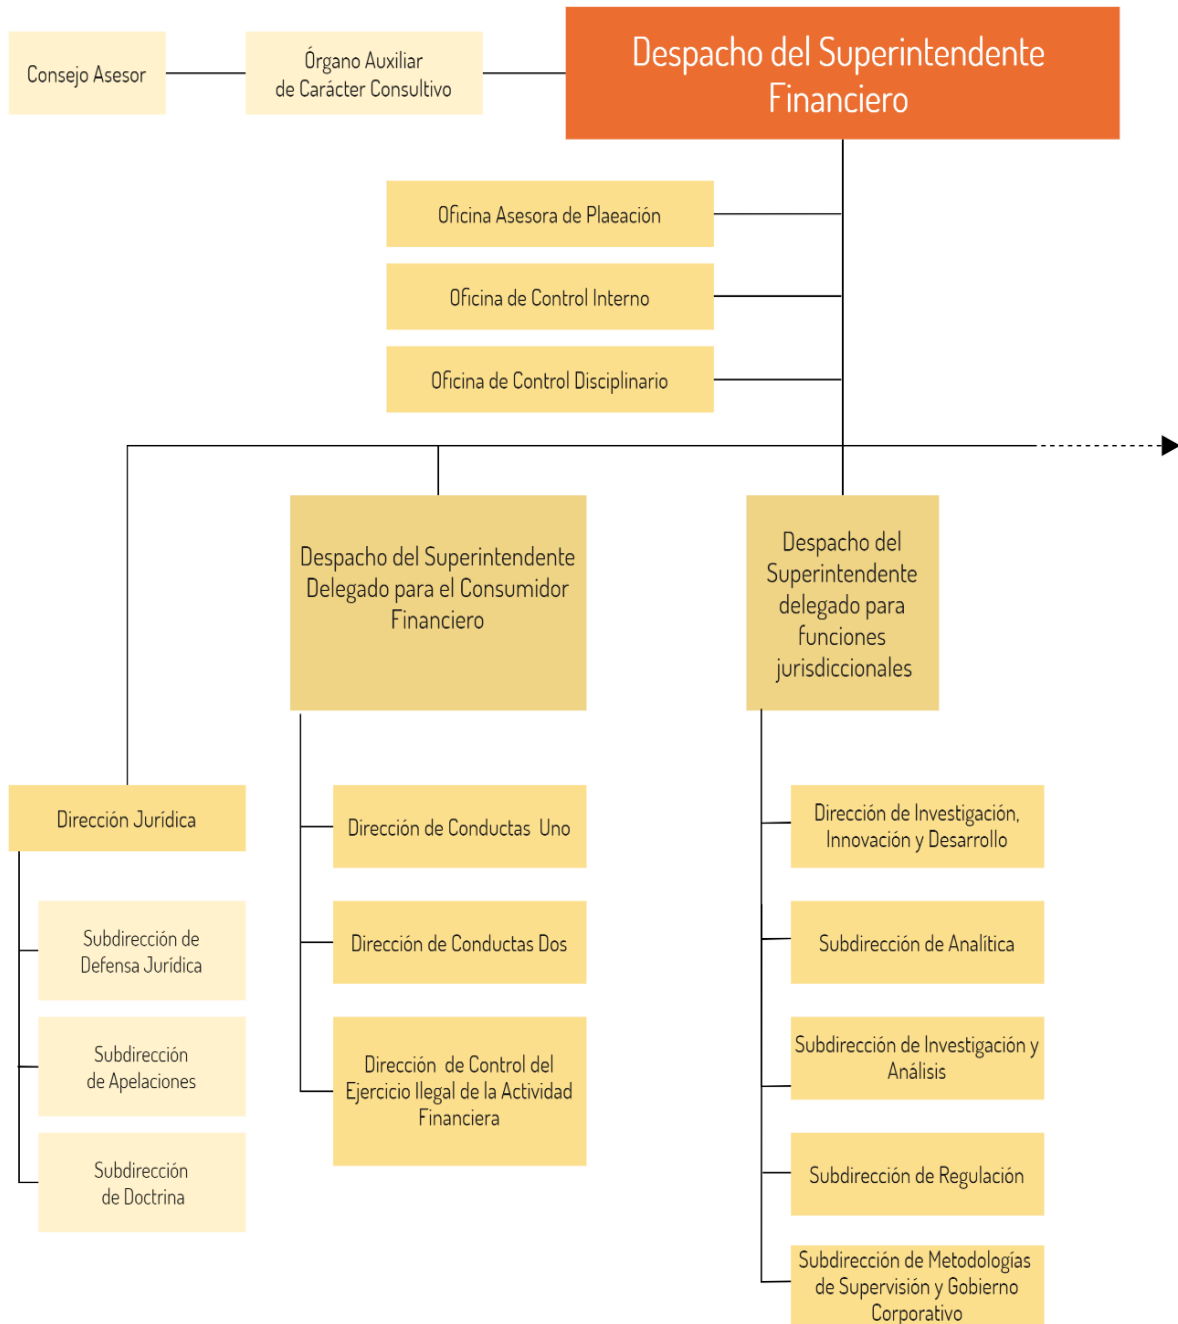 Consejo Asesor
Órgano Auxiliar
de Carácter Consultivo
Despacho del Superintendente
Financiero
Oficina Asesora de Plaeación
Oficina de Control Interno
Oficina de Control Disciplinario
Despacho del Superintendente
Delegado para el Consumidor
Financiero
Despacho del
Superintendente
delegado para
funciones
jurisdiccionales
Dirección Jurídica
Subdirección de
Defensa Jurídica
Subdirección
de Apelaciones
Subdirección
de Doctrina
Dirección de Conductas Uno
Dirección de Conductas Dos
Dirección de Control del
Ejercicio Ilegal de la Actividad
Financiera
Dirección de Investigación,
Innovación y Desarrollo
Subdirección de Analítica
Subdirección de Investigación y
Análisis
Subdirección de Regulación
Subdirección de Metodologías
de Supervisión y Gobierno
Corporativo